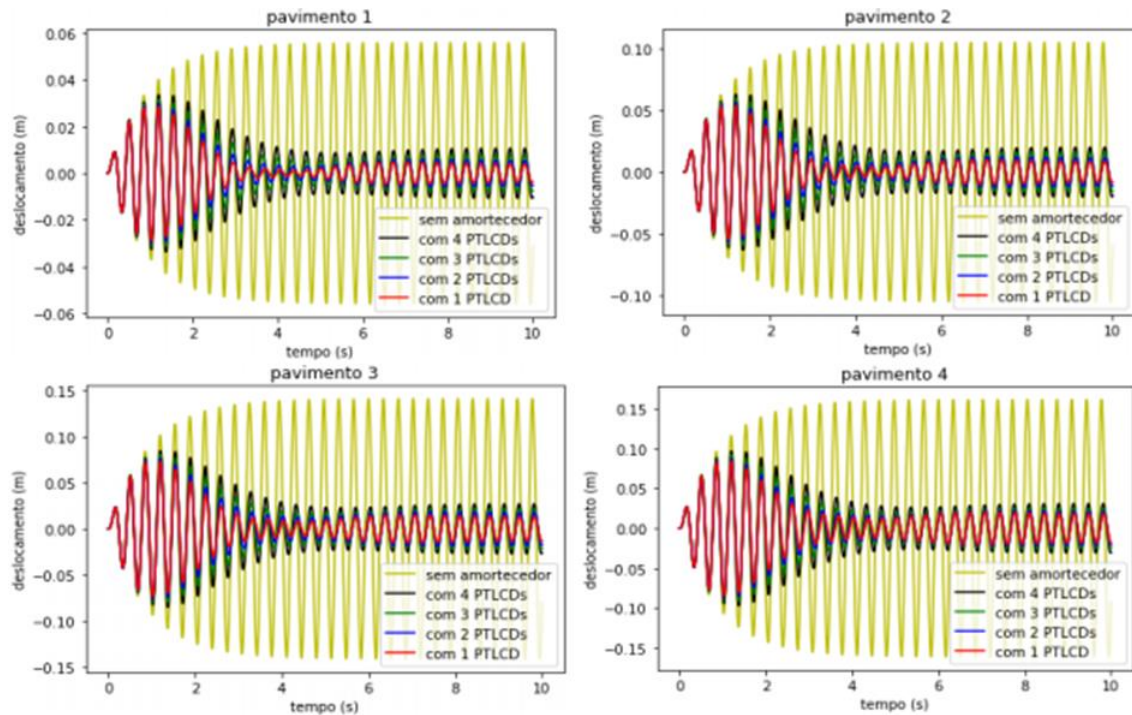 pavimento 1
deslocamento (m)
0.06
0.04
0.02
0.00
−0.02
−0.04
−0.06
sem amortecedor
com 4 PTLCDs
com 3 PTLCDs
com 2 PTLCDs
com 1 PTLCD
0 2 4 6 8 10
tempo (s)
pavimento 2
deslocamento (m)
0.10
0.05
0.00
−0.05
−0.10
sem amortecedor
com 4 PTLCDs
com 3 PTLCDs
com 2 PTLCDs
com 1 PTLCD
0 2 4 6 8 10
tempo (s)
pavimento 3
deslocamento (m)
0.15
0.10
0.05
0.00
−0.05
−0.10
−0.15
sem amortecedor
com 4 PTLCDs
com 3 PTLCDs
com 2 PTLCDs
com 1 PTLCD
0 2 4 6 8 10
tempo (s)
pavimento 4
deslocamento (m)
0.15
0.10
0.05
0.00
−0.05
−0.10
−0.15
sem amortecedor
com 4 PTLCDs
com 3 PTLCDs
com 2 PTLCDs
com 1 PTLCD
0 2 4 6 8 10
tempo (s)